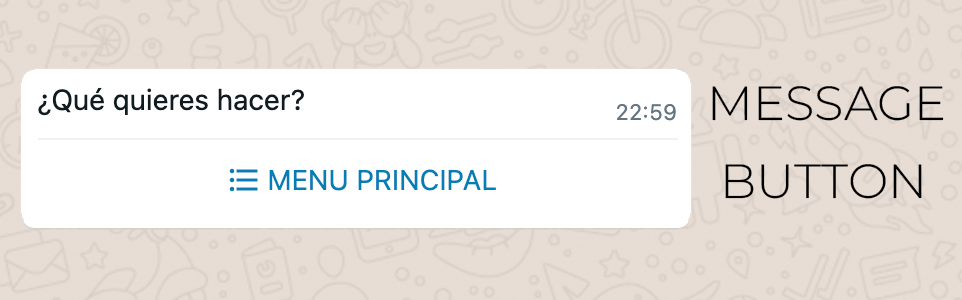 ¿Qué quieres hacer?
22:59
MENU PRINCIPAL
MESSAGE
BUTTON